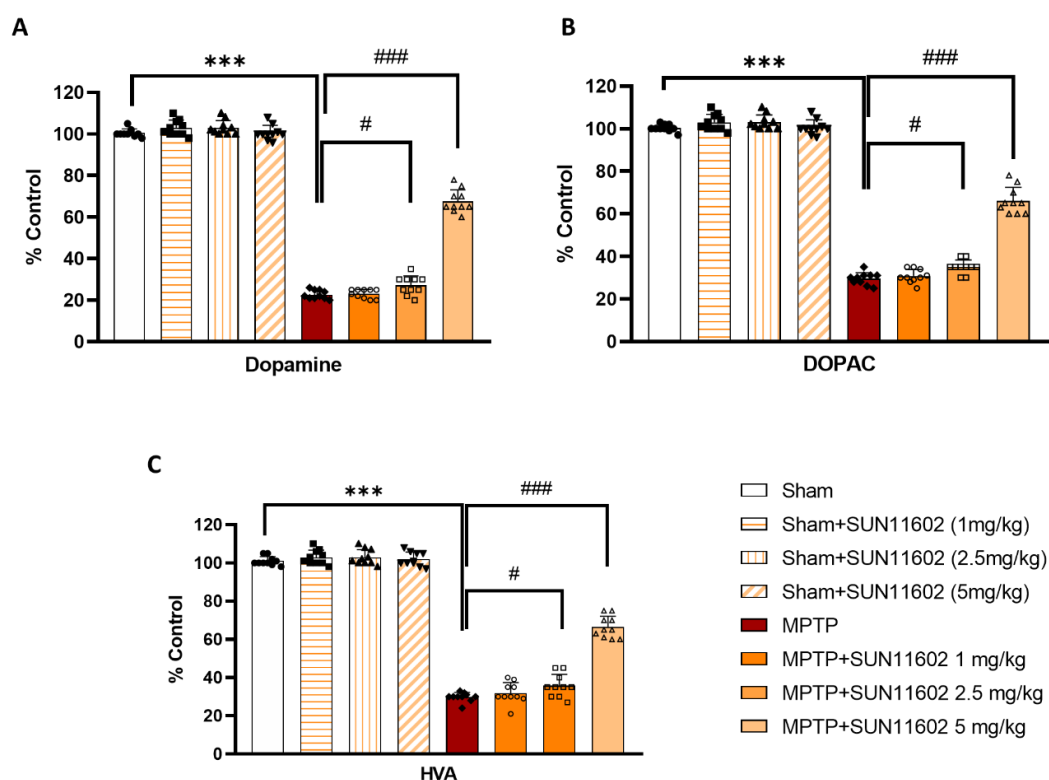 A
***
###
#
120
100
80
60
40
20
0
% Control
Dopamine
B
***
###
#
120
100
80
60
40
20
0
% Control
DOPAC
C
***
###
#
120
100
80
60
40
20
0
% Control
HVA
Sham
Sham+SUN11602 (1mg/kg)
Sham+SUN11602 (2.5mg/kg)
Sham+SUN11602 (5mg/kg)
MPTP
MPTP+SUN11602 1 mg/kg
MPTP+SUN11602 2.5 mg/kg
MPTP+SUN11602 5 mg/kg